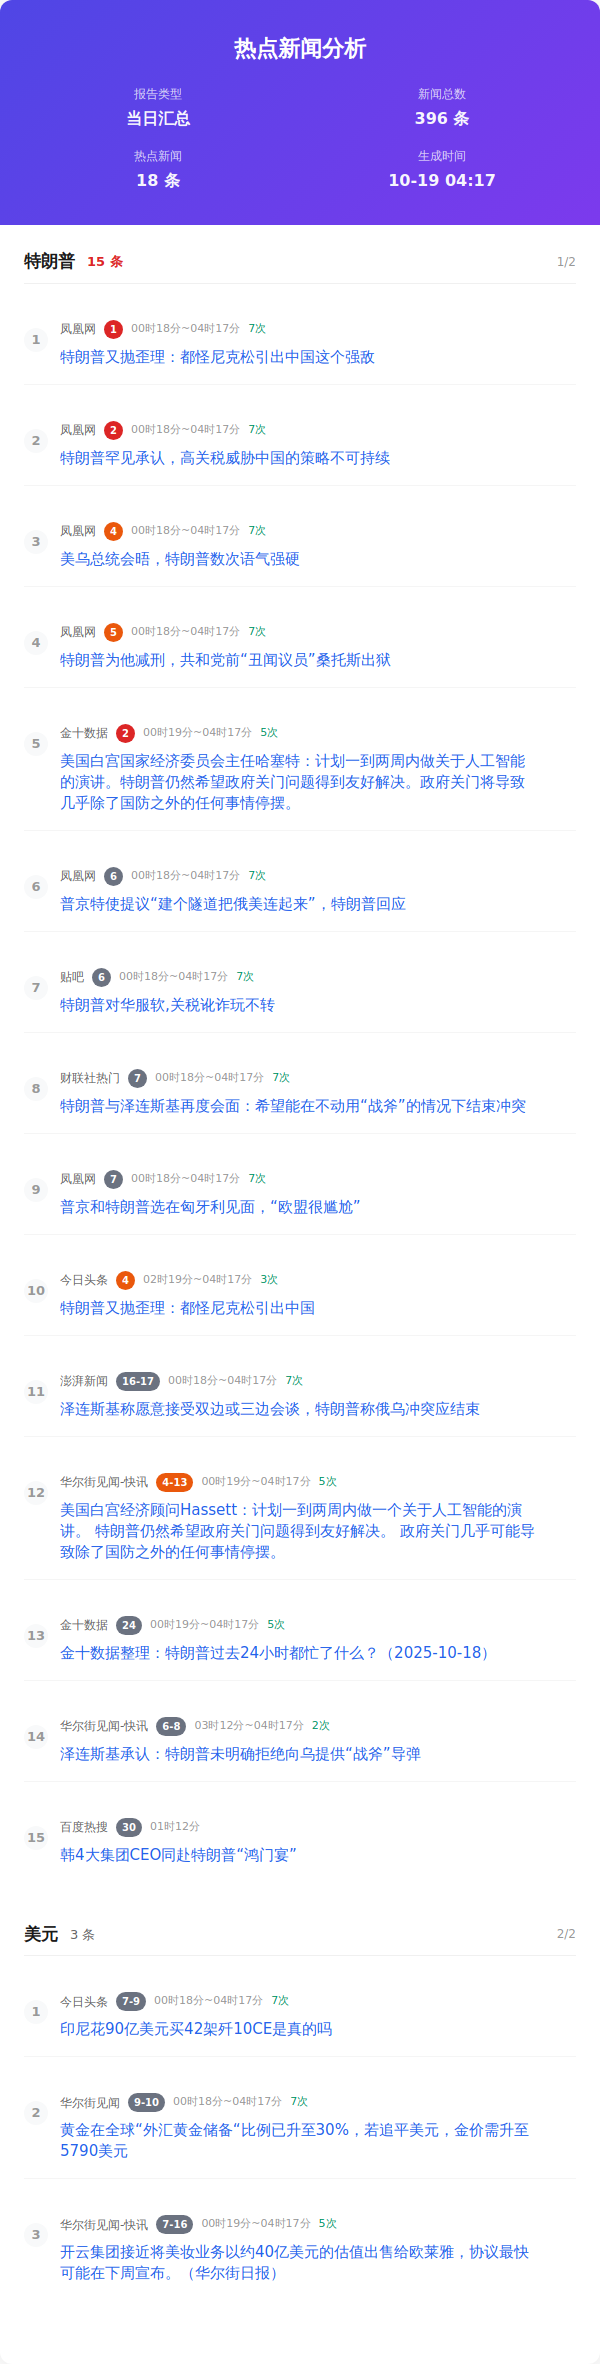 热点新闻分析
报告类型
新闻总数
当日汇总
396 条
热点新闻
生成时间
18 条
10-19 04:17
特朗普 15 条 1/2
1 凤凰网 1 00时18分~04时17分 7次
特朗普又抛歪理：都怪尼克松引出中国这个强敌
2 凤凰网 2 00时18分~04时17分 7次
特朗普罕见承认，高关税威胁中国的策略不可持续
3 凤凰网 4 00时18分~04时17分 7次
美乌总统会晤，特朗普数次语气强硬
4 凤凰网 5 00时18分~04时17分 7次
特朗普为他减刑，共和党前“丑闻议员”桑托斯出狱
5 金十数据 2 00时19分~04时17分 5次
美国白宫国家经济委员会主任哈塞特：计划一到两周内做关于人工智能
的演讲。特朗普仍然希望政府关门问题得到友好解决。政府关门将导致
几乎除了国防之外的任何事情停摆。
6 凤凰网 6 00时18分~04时17分 7次
普京特使提议“建个隧道把俄美连起来”，特朗普回应
7 贴吧 6 00时18分~04时17分 7次
特朗普对华服软,关税讹诈玩不转
8 财联社热门 7 00时18分~04时17分 7次
特朗普与泽连斯基再度会面：希望能在不动用“战斧”的情况下结束冲突
9 凤凰网 7 00时18分~04时17分 7次
普京和特朗普选在匈牙利见面，“欧盟很尴尬”
10 今日头条 4 02时19分~04时17分 3次
特朗普又抛歪理：都怪尼克松引出中国
11 澎湃新闻 16-17 00时18分~04时17分 7次
泽连斯基称愿意接受双边或三边会谈，特朗普称俄乌冲突应结束
12 华尔街见闻-快讯 4-13 00时19分~04时17分 5次
美国白宫经济顾问Hassett：计划一到两周内做一个关于人工智能的演
讲。 特朗普仍然希望政府关门问题得到友好解决。 政府关门几乎可能导
致除了国防之外的任何事情停摆。
13 金十数据 24 00时19分~04时17分 5次
金十数据整理：特朗普过去24小时都忙了什么？（2025-10-18）
14 华尔街见闻-快讯 6-8 03时12分~04时17分 2次
泽连斯基承认：特朗普未明确拒绝向乌提供“战斧”导弹
15 百度热搜 30 01时12分
韩4大集团CEO同赴特朗普“鸿门宴”
美元 3 条 2/2
1 今日头条 7-9 00时18分~04时17分 7次
印尼花90亿美元买42架歼10CE是真的吗
2 华尔街见闻 9-10 00时18分~04时17分 7次
黄金在全球“外汇黄金储备“比例已升至30%，若追平美元，金价需升至
5790美元
3 华尔街见闻-快讯 7-16 00时19分~04时17分 5次
开云集团接近将美妆业务以约40亿美元的估值出售给欧莱雅，协议最快
可能在下周宣布。（华尔街日报）